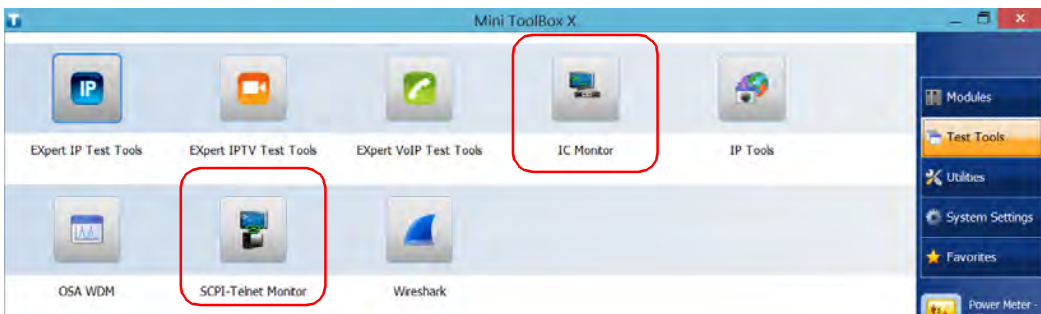 Mini ToolBox X
IP
EXpert IP Test Tools
EXpert IPTV Test Tools
EXpert VoIP Test Tools
IC Monitor
IP Tools
OSA WDM
SCPI-Telnet Monitor
Wireshark
Modules
Test Tools
Utilities
System Settings
Favorites
Power Meter -